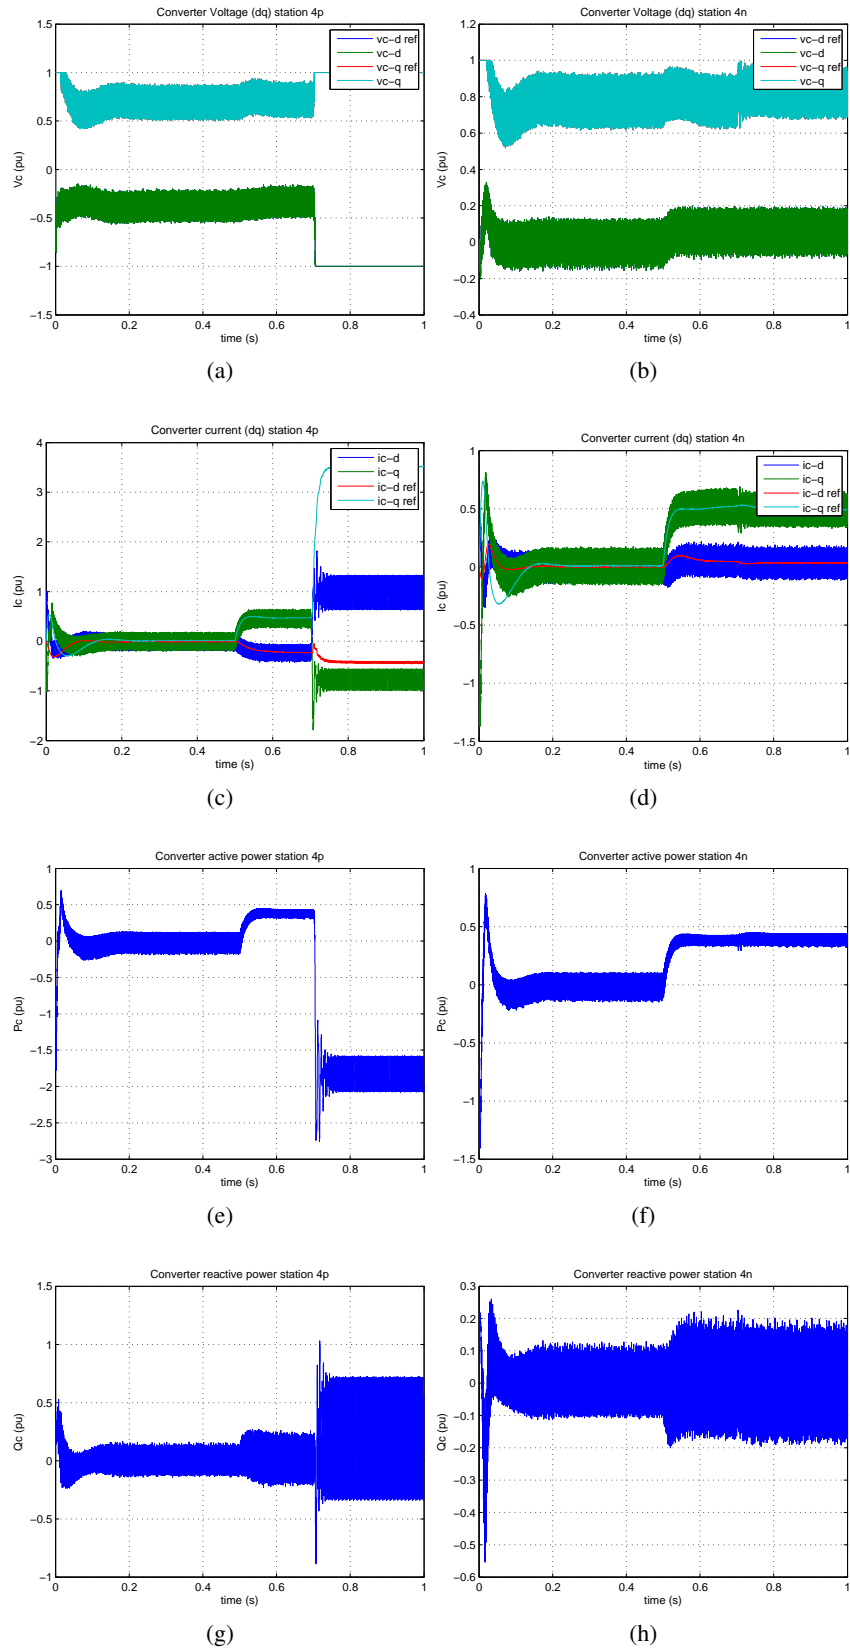 Converter Voltage (dq) station 4p
1.5
1
0.5
0
−0.5
−1
−1.5
Vc (pu)
vc−d ref
vc−d
vc−q ref
vc−q
0 0.2 0.4 0.6 0.8 1
time (s)
(a)
Converter Voltage (dq) station 4n
1.2
1
0.8
0.6
0.4
0.2
0
−0.2
−0.4
Vc (pu)
vc−d ref
vc−d
vc−q ref
vc−q
0 0.2 0.4 0.6 0.8 1
time (s)
(b)
Converter current (dq) station 4p
4
3
2
1
0
−1
−2
Ic (pu)
ic−d
ic−q
ic−d ref
ic−q ref
0 0.2 0.4 0.6 0.8 1
time (s)
(c)
Converter current (dq) station 4n
1
0.5
0
−0.5
−1
−1.5
Ic (pu)
ic−d
ic−q
ic−d ref
ic−q ref
0 0.2 0.4 0.6 0.8 1
time (s)
(d)
Converter active power station 4p
1
0.5
0
−0.5
−1
−1.5
−2
−2.5
−3
Pc (pu)
0 0.2 0.4 0.6 0.8 1
time (s)
(e)
Converter active power station 4n
1
0.5
0
−0.5
−1
−1.5
Pc (pu)
0 0.2 0.4 0.6 0.8 1
time (s)
(f)
Converter reactive power station 4p
1.5
1
0.5
0
−0.5
−1
Qc (pu)
0 0.2 0.4 0.6 0.8 1
time (s)
(g)
Converter reactive power station 4n
0.3
0.2
0.1
0
−0.1
−0.2
−0.3
−0.4
−0.5
−0.6
Qc (pu)
0 0.2 0.4 0.6 0.8 1
time (s)
(h)